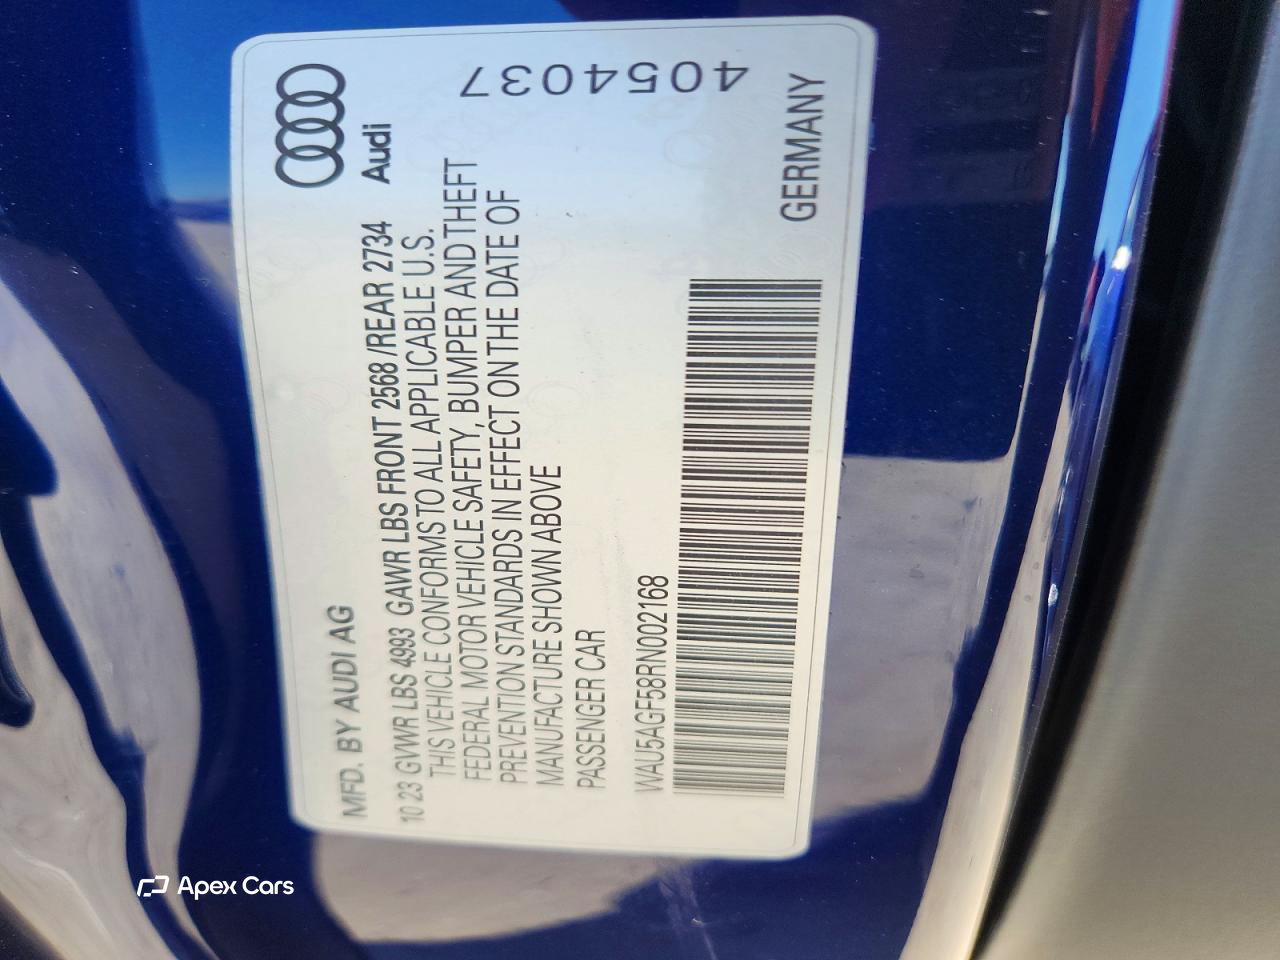 MFD. BY AUDI AG
Audi
10 23 GVWR LBS 4993 GAWR LBS FRONT 2568 /REAR 2734
THIS VEHICLE CONFORMS TO ALL APPLICABLE U.S.
FEDERAL MOTOR VEHICLE SAFETY, BUMPER AND THEFT
PREVENTION STANDARDS IN EFFECT ON THE DATE OF
MANUFACTURE SHOWN ABOVE
PASSENGER CAR
WAU5AGF58RN002168
GERMANY
4054037
Apex Cars